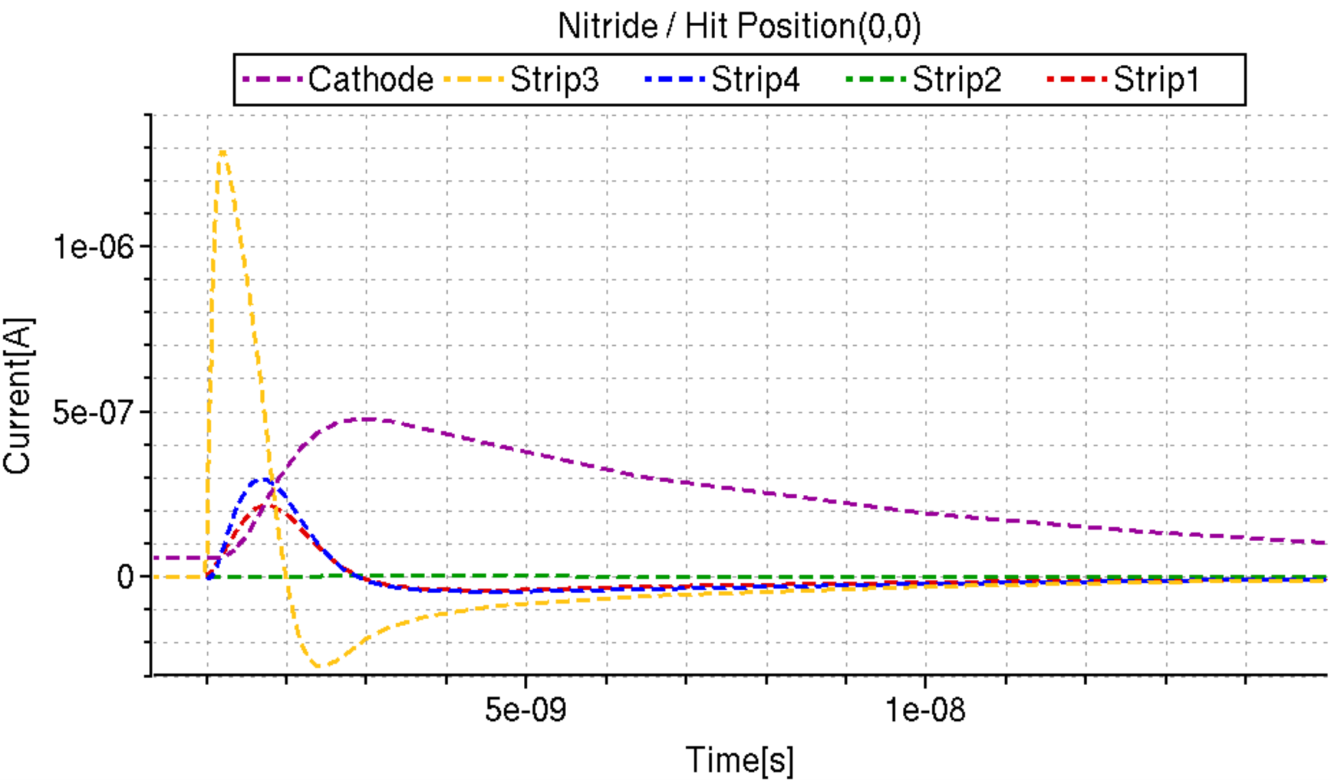 Nitride / Hit Position(0,0)
Cathode Strip3 Strip4 Strip2 Strip1
1e-06
5e-07
0
Current[A]
5e-09 1e-08
Time[s]